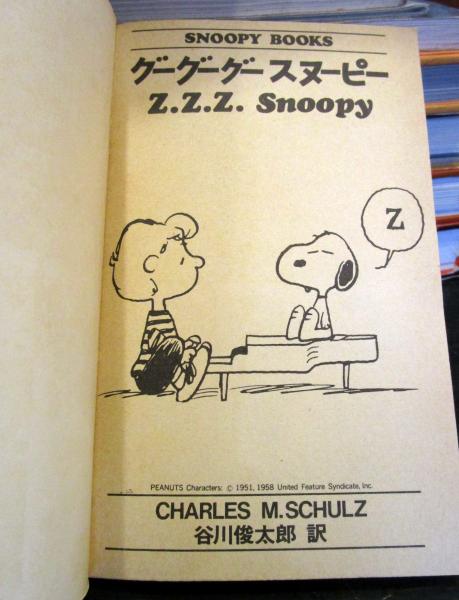 SNOOPY BOOKS
グーグーグー スヌーピー
Z.Z.Z. Snoopy
Z
PEANUTS Characters: © 1951, 1958 United Feature Syndicate, Inc.
CHARLES M. SCHULZ
谷川俊太郎 訳